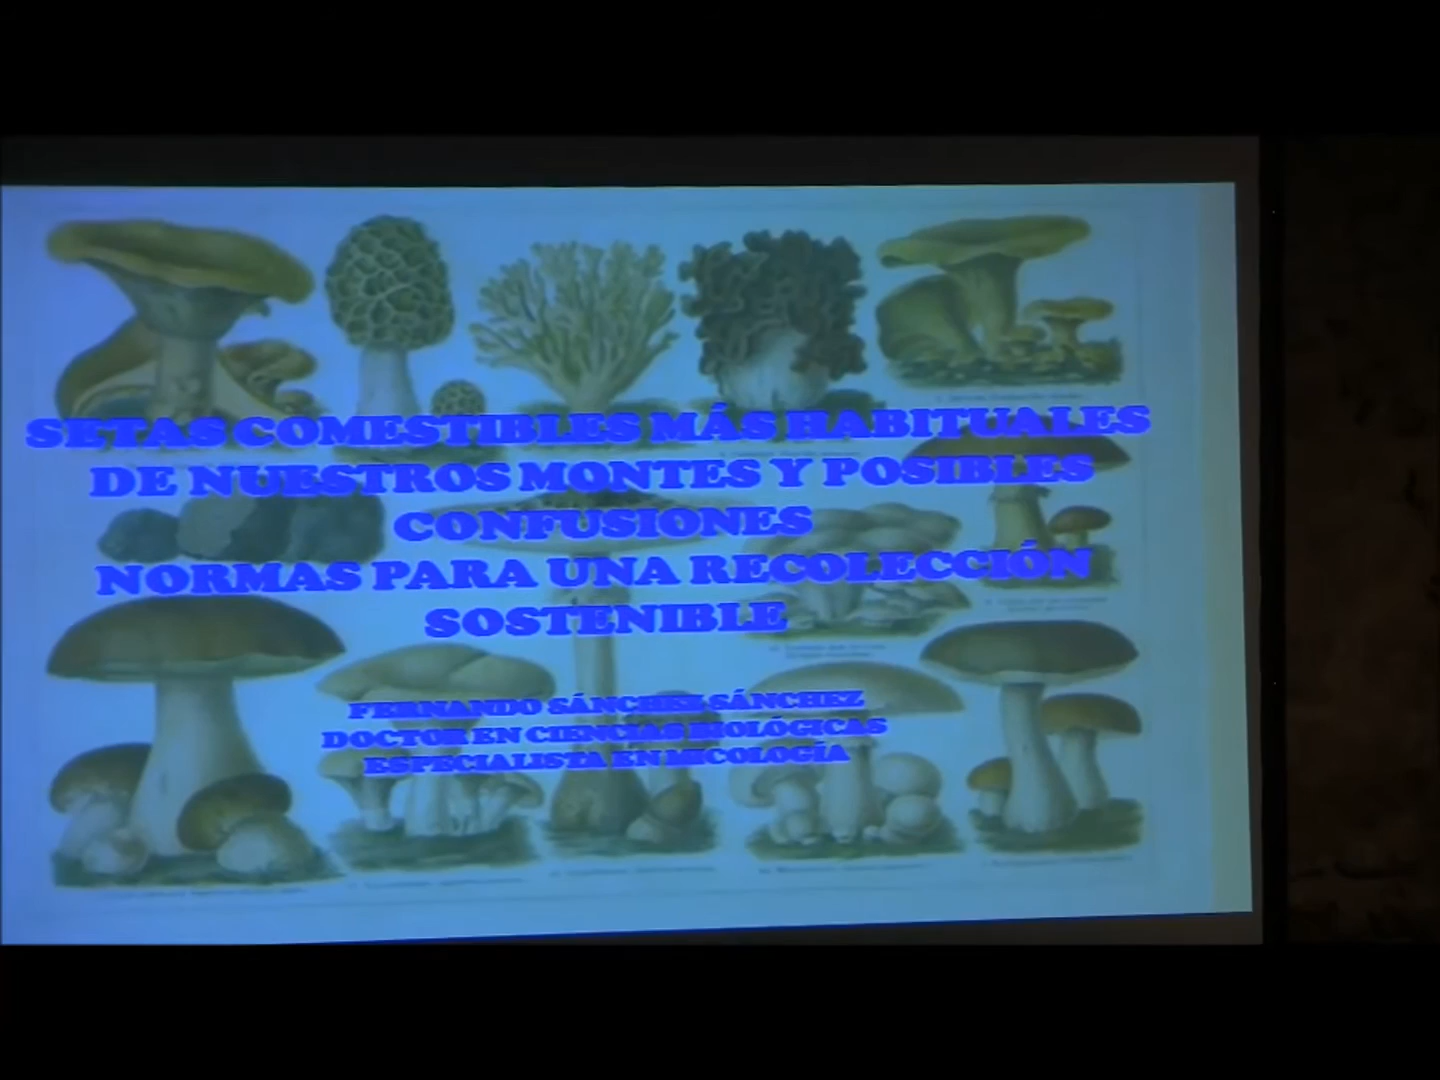 SETAS COMESTIBLES MÁS HABITUALES
DE NUESTROS MONTES Y POSIBLES
CONFUSIONES
NORMAS PARA UNA RECOLECCIÓN
SOSTENIBLE
FERNANDO SÁNCHEZ SÁNCHEZ
DOCTOR EN CIENCIAS BIOLÓGICAS
ESPECIALISTA EN MICOLOGÍA